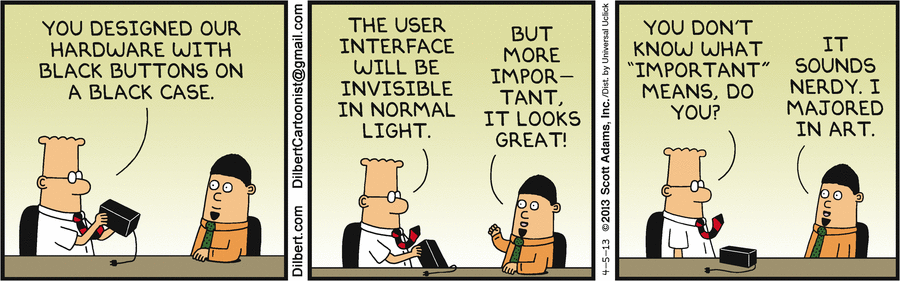 YOU DESIGNED OUR
HARDWARE WITH
BLACK BUTTONS ON
A BLACK CASE.
Dilbert.com DilbertCartoonist@gmail.com
THE USER
INTERFACE
WILL BE
INVISIBLE
IN NORMAL
LIGHT.
BUT
MORE
IMPOR–
TANT,
IT LOOKS
GREAT!
4-5-13 ©2013 Scott Adams, Inc./Dist. by Universal Uclick
YOU DON'T
KNOW WHAT
"IMPORTANT"
MEANS, DO
YOU?
IT
SOUNDS
NERDY. I
MAJORED
IN ART.